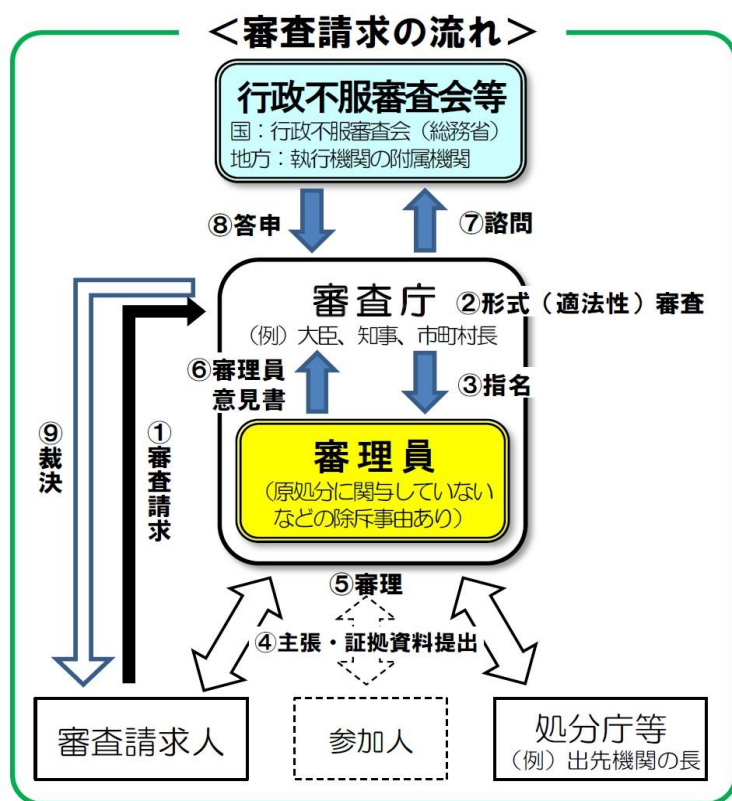 ＜審査請求の流れ＞
行政不服審査会等
国：行政不服審査会（総務省）
地方：執行機関の附属機関
⑧答申
⑦諮問
審査庁
②形式（適法性）審査
（例）大臣、知事、市町村長
⑥審理員
意見書
③指名
審理員
（原処分に関与していない
などの除斥事由あり）
⑨裁決
①審査請求
⑤審理
④主張・証拠資料提出
審査請求人
参加人
処分庁等
（例）出先機関の長